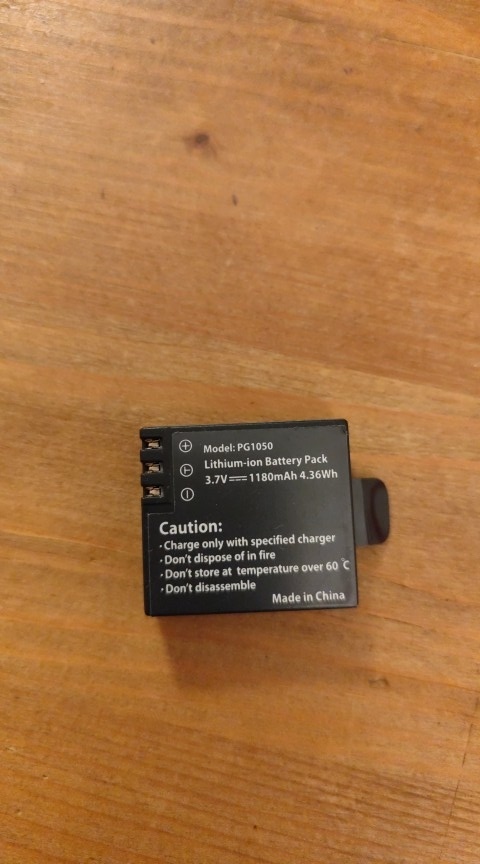 Model: PG1050
Lithium-ion Battery Pack
3.7V⎓1180mAh 4.36Wh
Caution:
·Charge only with specified charger
·Don't dispose of in fire
·Don't store at temperature over 60℃
·Don't disassemble
Made in China